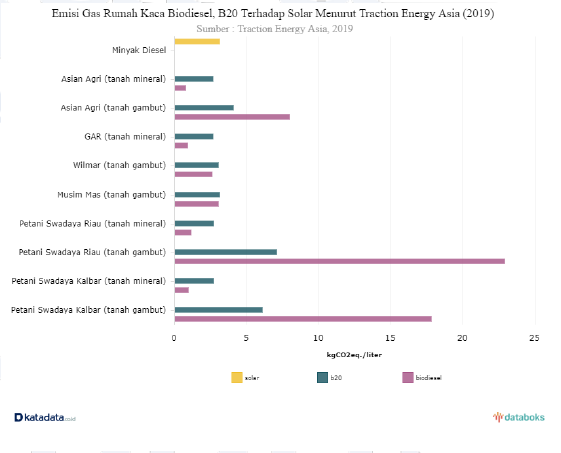 Emisi Gas Rumah Kaca Biodiesel, B20 Terhadap Solar Menurut Traction Energy Asia (2019)
Sumber : Traction Energy Asia, 2019
Minyak Diesel
Asian Agri (tanah mineral)
Asian Agri (tanah gambut)
GAR (tanah mineral)
Wilmar (tanah gambut)
Musim Mas (tanah gambut)
Petani Swadaya Riau (tanah mineral)
Petani Swadaya Riau (tanah gambut)
Petani Swadaya Kalbar (tanah mineral)
Petani Swadaya Kalbar (tanah gambut)
0 5 10 15 20 25
kgCO2eq./liter
solar b20 biodiesel
katadata.co.id databoks